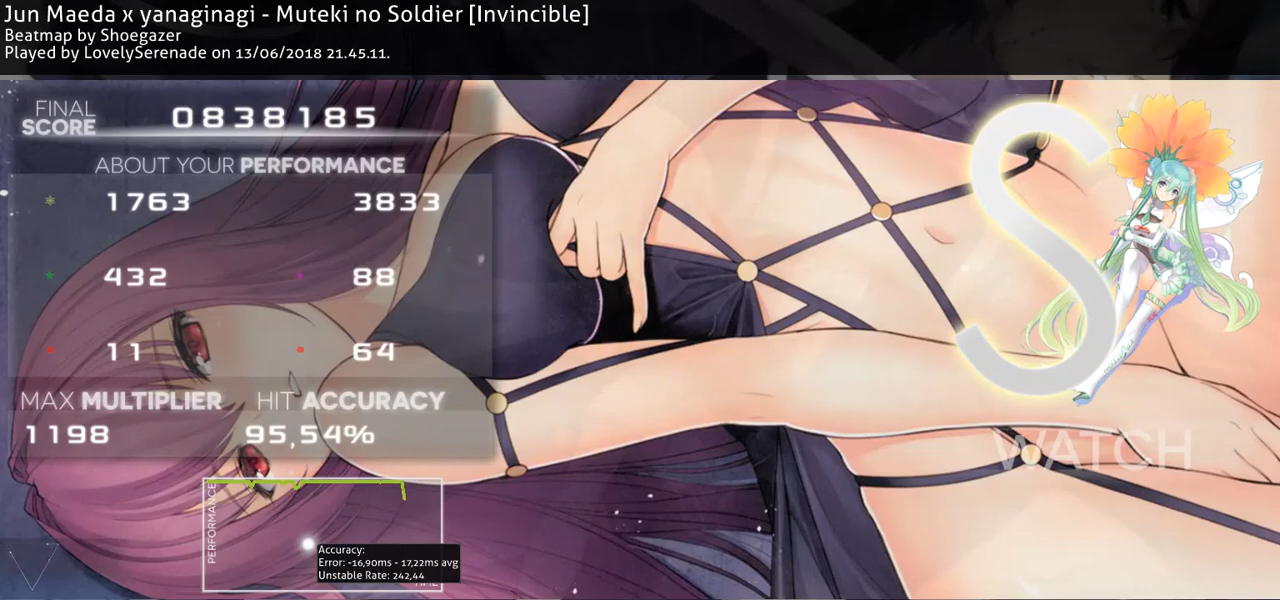 Jun Maeda x yanaginagi - Muteki no Soldier [Invincible]
Beatmap by Shoegazer
Played by LovelySerenade on 13/06/2018 21.45.11.
FINAL SCORE 0838185
ABOUT YOUR PERFORMANCE
1763 3833
432 88
11 64
MAX MULTIPLIER HIT ACCURACY
1198 95,54%
S
WATCH
PERFORMANCE
Accuracy:
Error: -16,90ms - 17,22ms avg
Unstable Rate: 242,44